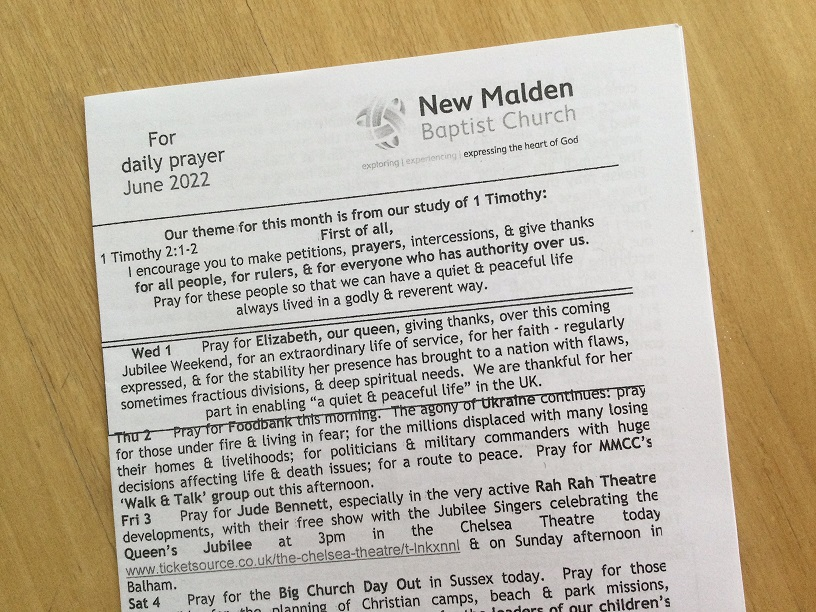 For
daily prayer
June 2022
New Malden
Baptist Church
exploring | experiencing | expressing the heart of God
Our theme for this month is from our study of 1 Timothy:
1 Timothy 2:1-2 First of all,
I encourage you to make petitions, prayers, intercessions, & give thanks
for all people, for rulers, & for everyone who has authority over us.
Pray for these people so that we can have a quiet & peaceful life
always lived in a godly & reverent way.
Wed 1 Pray for Elizabeth, our queen, giving thanks, over this coming
Jubilee Weekend, for an extraordinary life of service, for her faith - regularly
expressed, & for the stability her presence has brought to a nation with flaws,
sometimes fractious divisions, & deep spiritual needs. We are thankful for her
part in enabling “a quiet & peaceful life” in the UK.
Thu 2 Pray for Foodbank this morning. The agony of Ukraine continues: pray
for those under fire & living in fear; for the millions displaced with many losing
their homes & livelihoods; for politicians & military commanders with huge
decisions affecting life & death issues; for a route to peace. Pray for MMCC’s
‘Walk & Talk’ group out this afternoon.
Fri 3 Pray for Jude Bennett, especially in the very active Rah Rah Theatre
developments, with their free show with the Jubilee Singers celebrating the
Queen’s Jubilee at 3pm in the Chelsea Theatre today
www.ticketsource.co.uk/the-chelsea-theatre/t-lnkxnnl & on Sunday afternoon in
Balham.
Sat 4 Pray for the Big Church Day Out in Sussex today. Pray for those
planning of Christian camps, beach & park missions,
leaders of our children’s